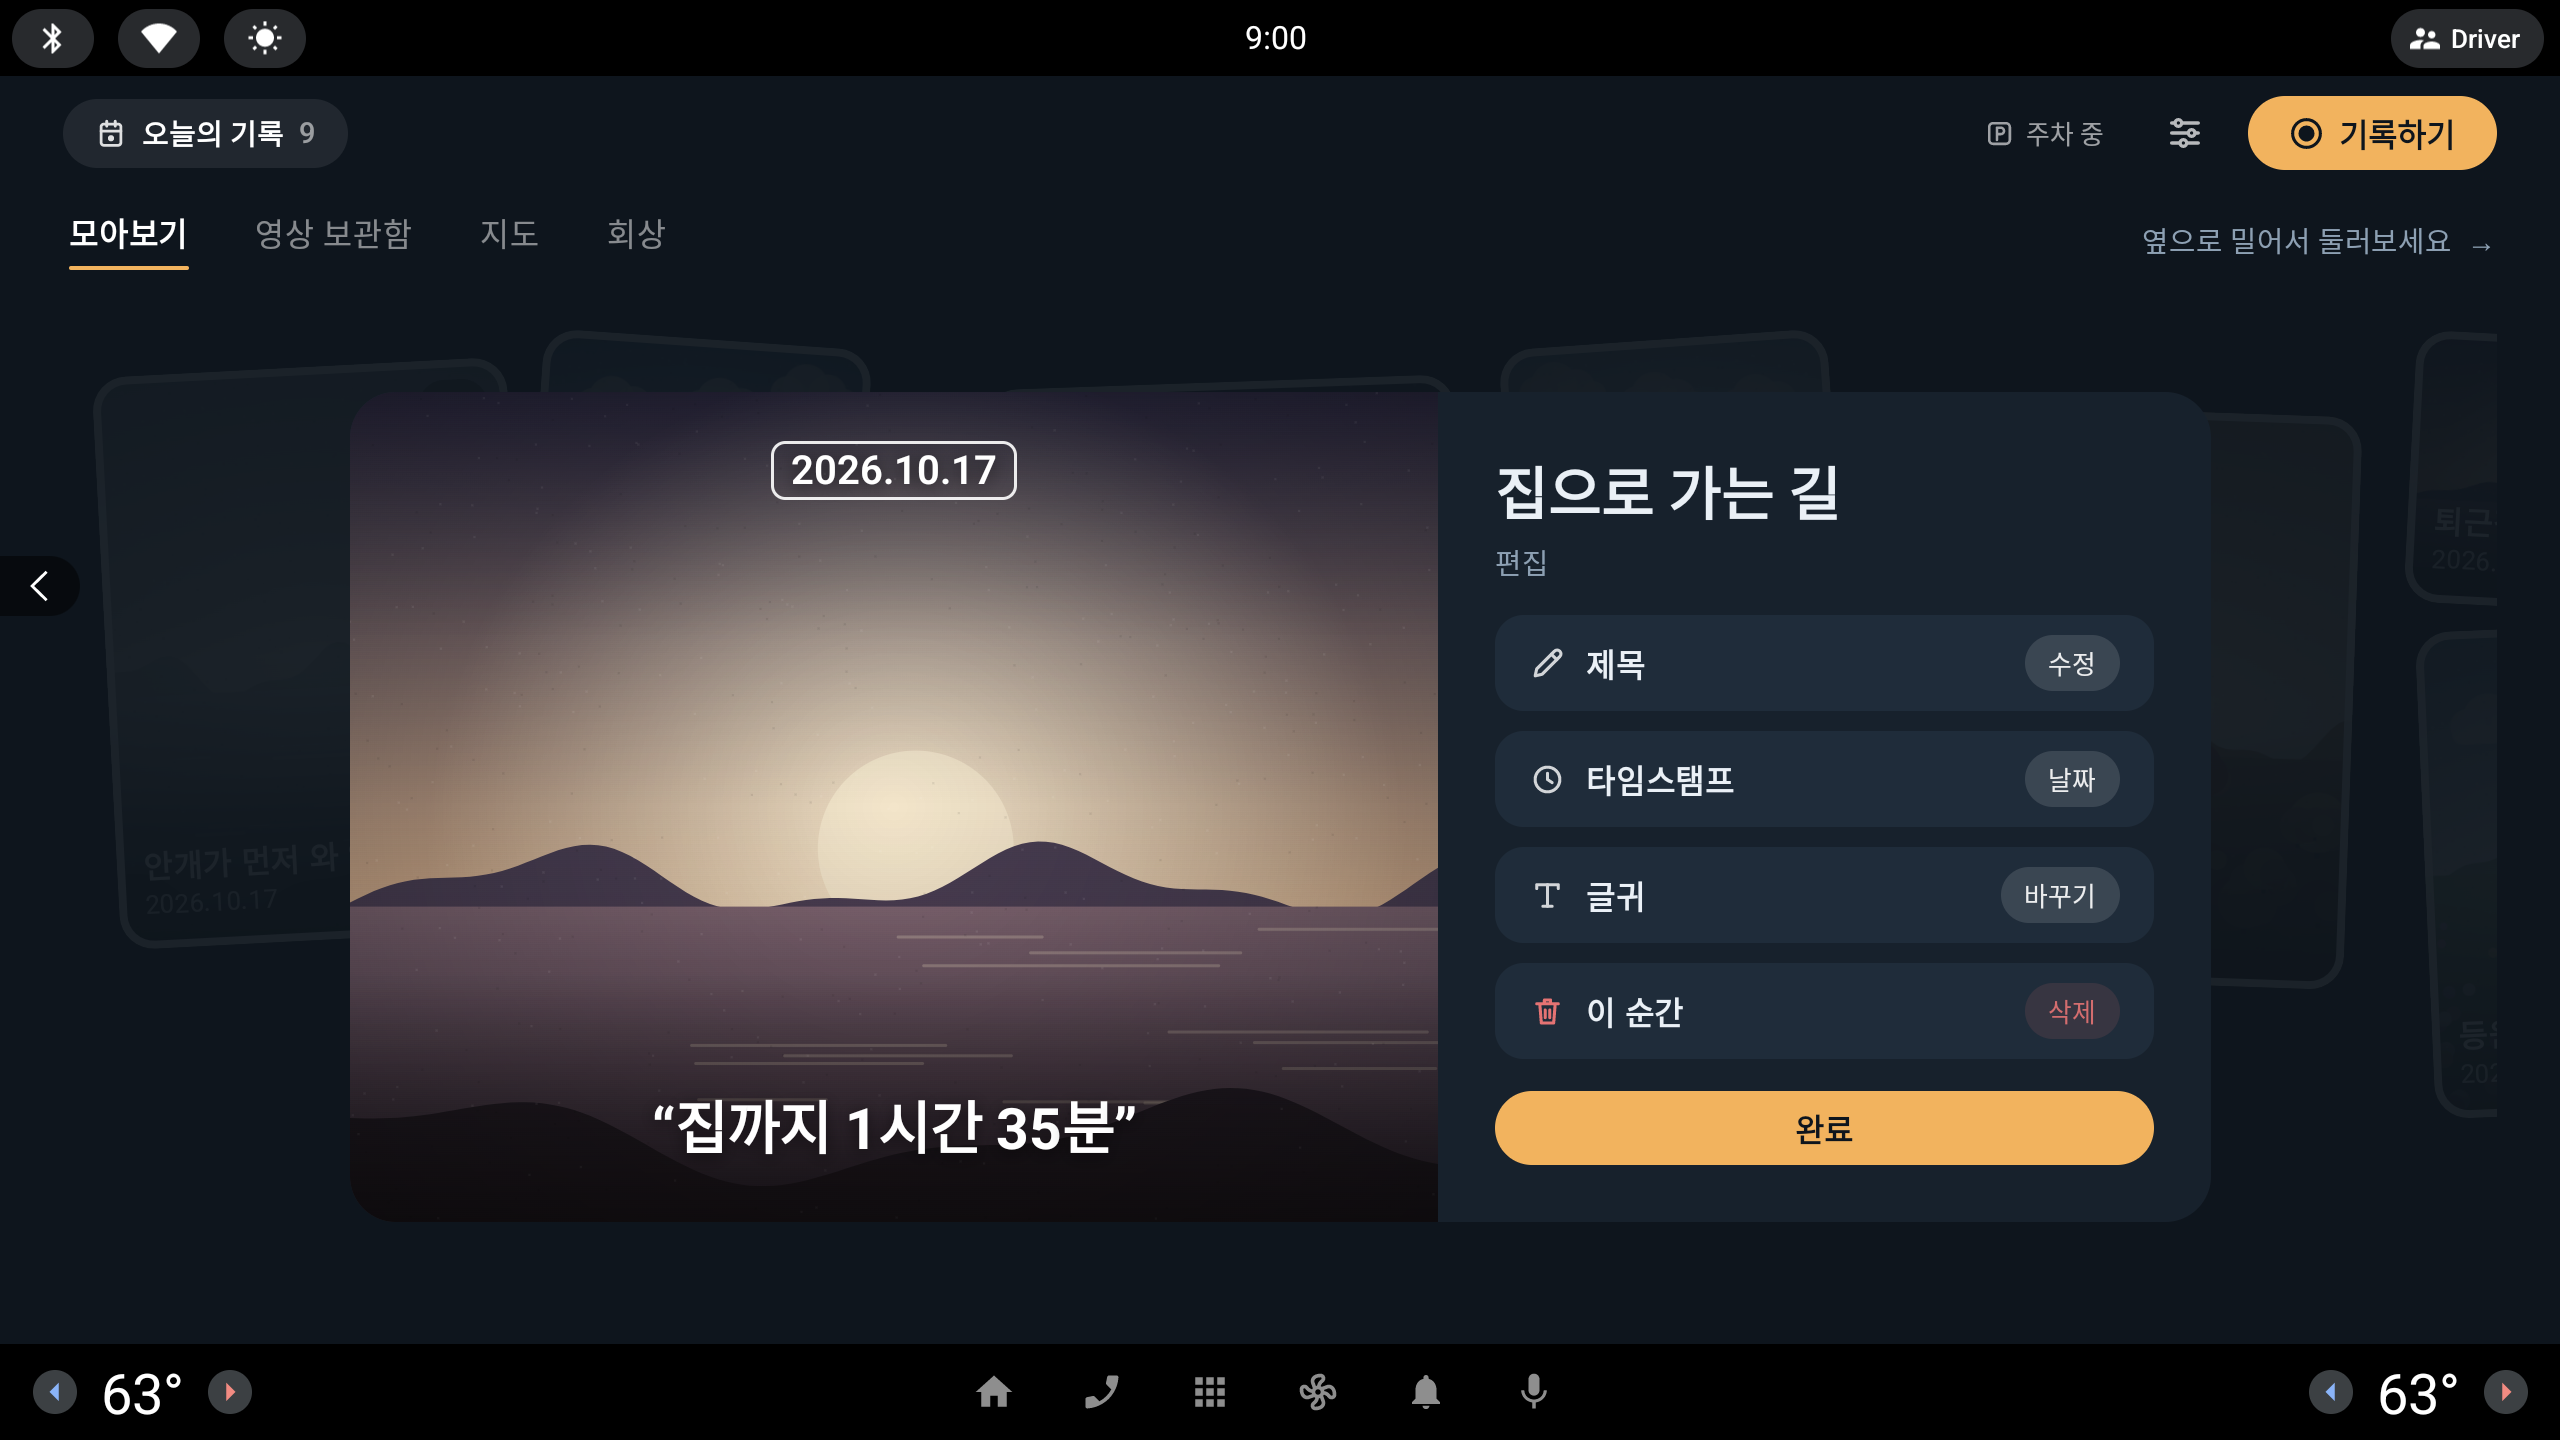 9:00
Driver
오늘의 기록 9
주차 중
기록하기
모아보기 영상 보관함 지도 회상
옆으로 밀어서 둘러보세요 →
2026.10.17
“집까지 1시간 35분”
집으로 가는 길
편집
제목 수정
타임스탬프 날짜
글귀 바꾸기
이 순간 삭제
완료
안개가 먼저 와
2026.10.17
퇴근
2026.
202
63°
63°